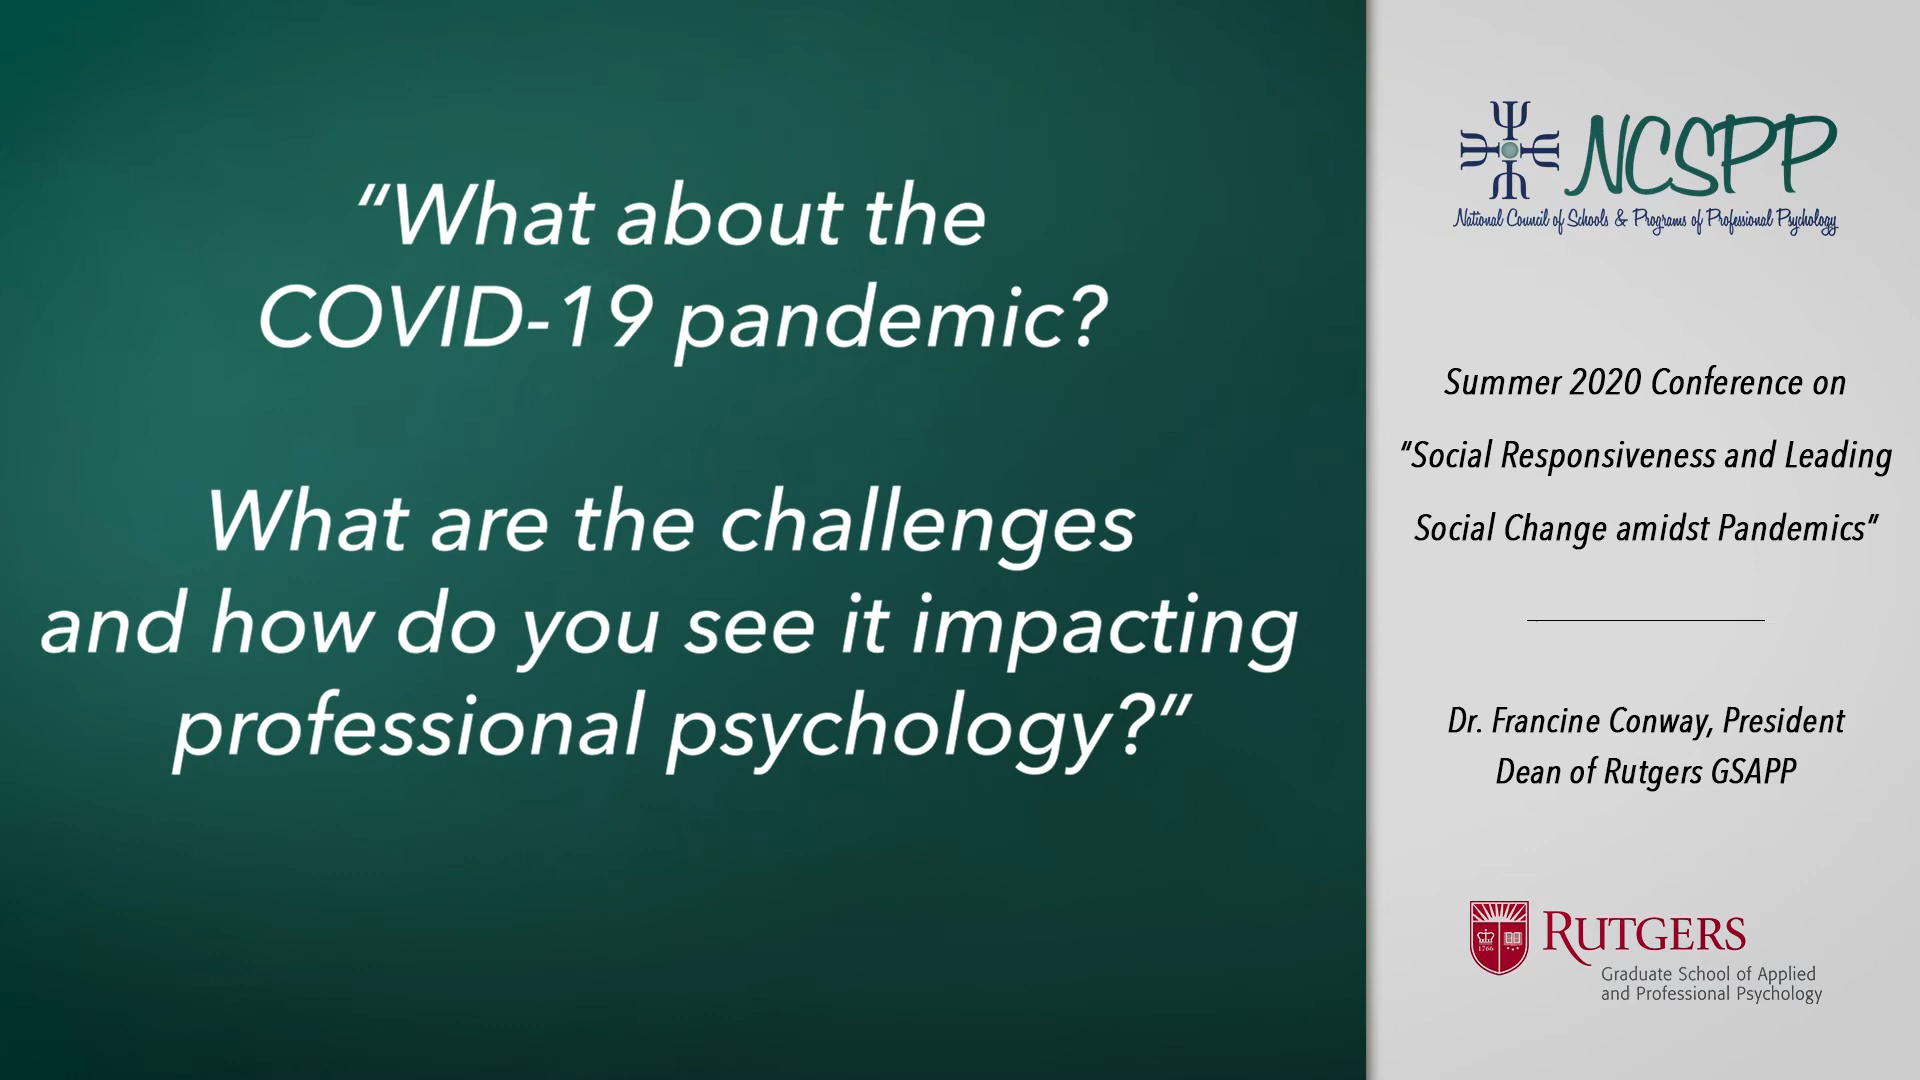 “What about the
COVID-19 pandemic?
What are the challenges
and how do you see it impacting
professional psychology?”
NCSPP
National Council of Schools & Programs of Professional Psychology
Summer 2020 Conference on
“Social Responsiveness and Leading
Social Change amidst Pandemics”
Dr. Francine Conway, President
Dean of Rutgers GSAPP
1766
RUTGERS
Graduate School of Applied
and Professional Psychology